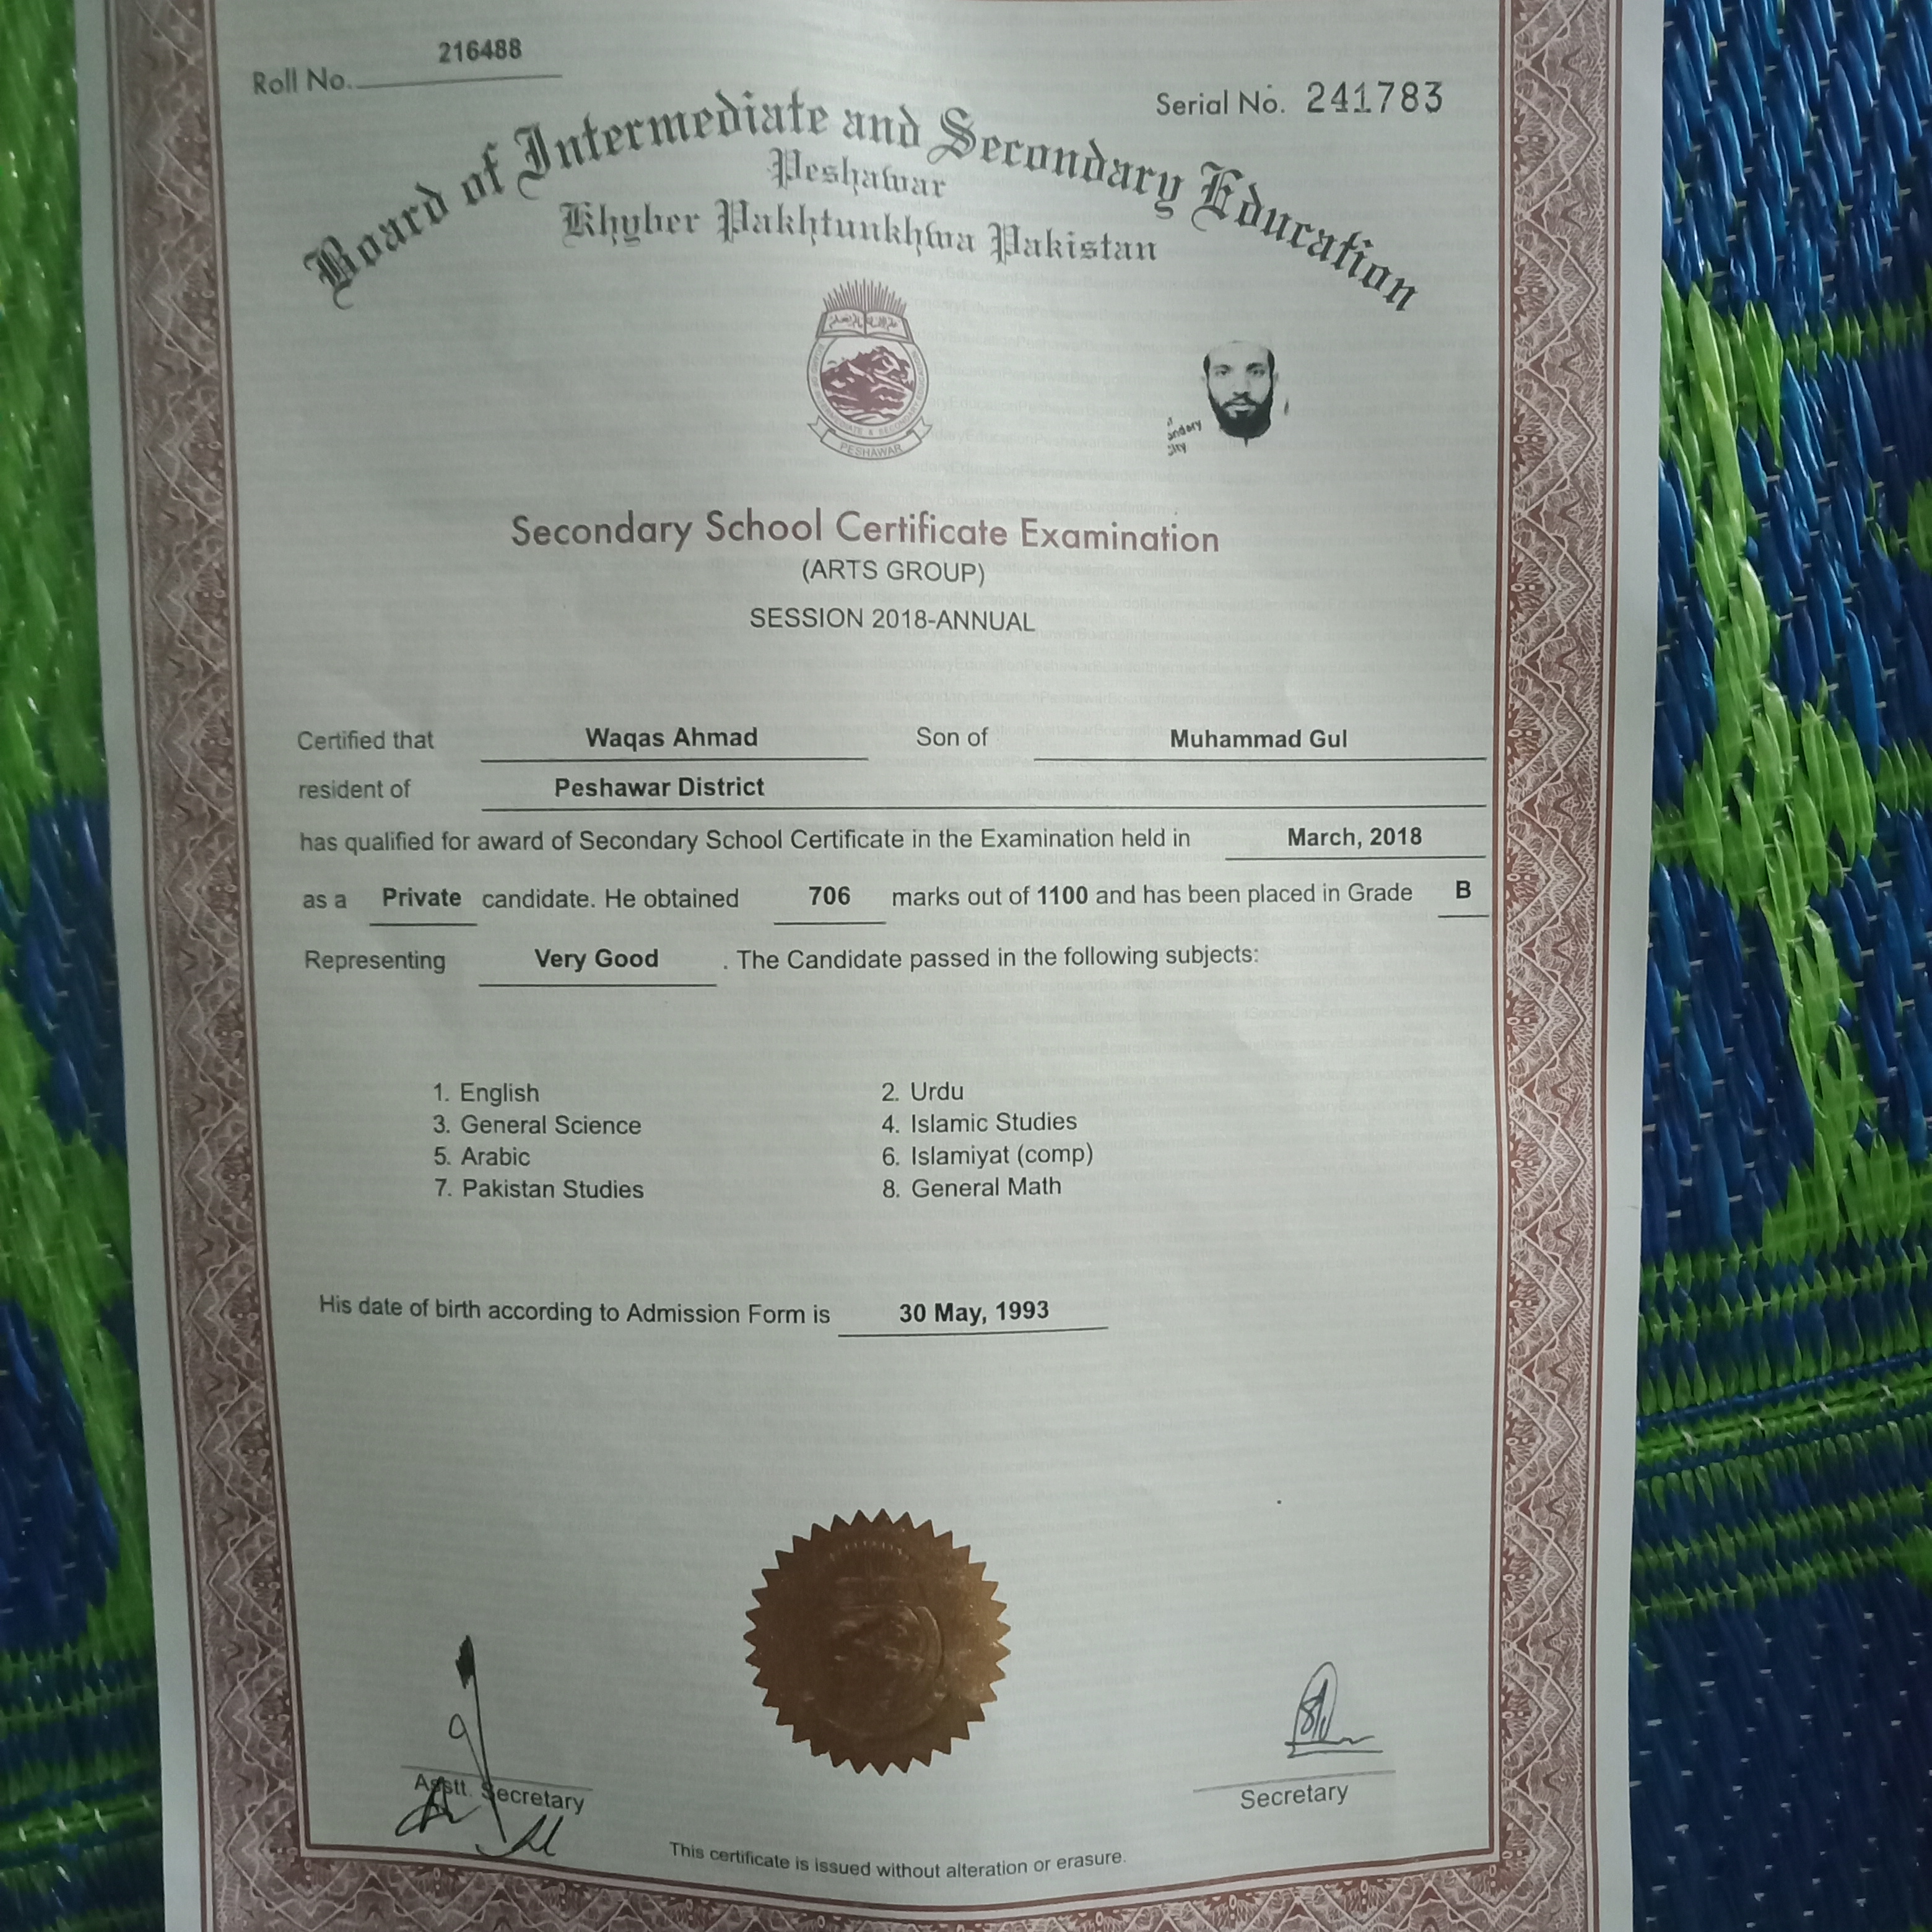 Roll No. 216488
Serial No. 241783
Board of Intermediate and Secondary Education
Peshawar
Khyber Pakhtunkhwa Pakistan
PESHAWAR
ondary
Secondary School Certificate Examination
(ARTS GROUP)
SESSION 2018-ANNUAL
Certified that Waqas Ahmad Son of Muhammad Gul
resident of Peshawar District
has qualified for award of Secondary School Certificate in the Examination held in March, 2018
as a Private candidate. He obtained 706 marks out of 1100 and has been placed in Grade B
Representing Very Good . The Candidate passed in the following subjects:
1. English 2. Urdu
3. General Science 4. Islamic Studies
5. Arabic 6. Islamiyat (comp)
7. Pakistan Studies 8. General Math
His date of birth according to Admission Form is 30 May, 1993
Asstt. Secretary
Secretary
This certificate is issued without alteration or erasure.